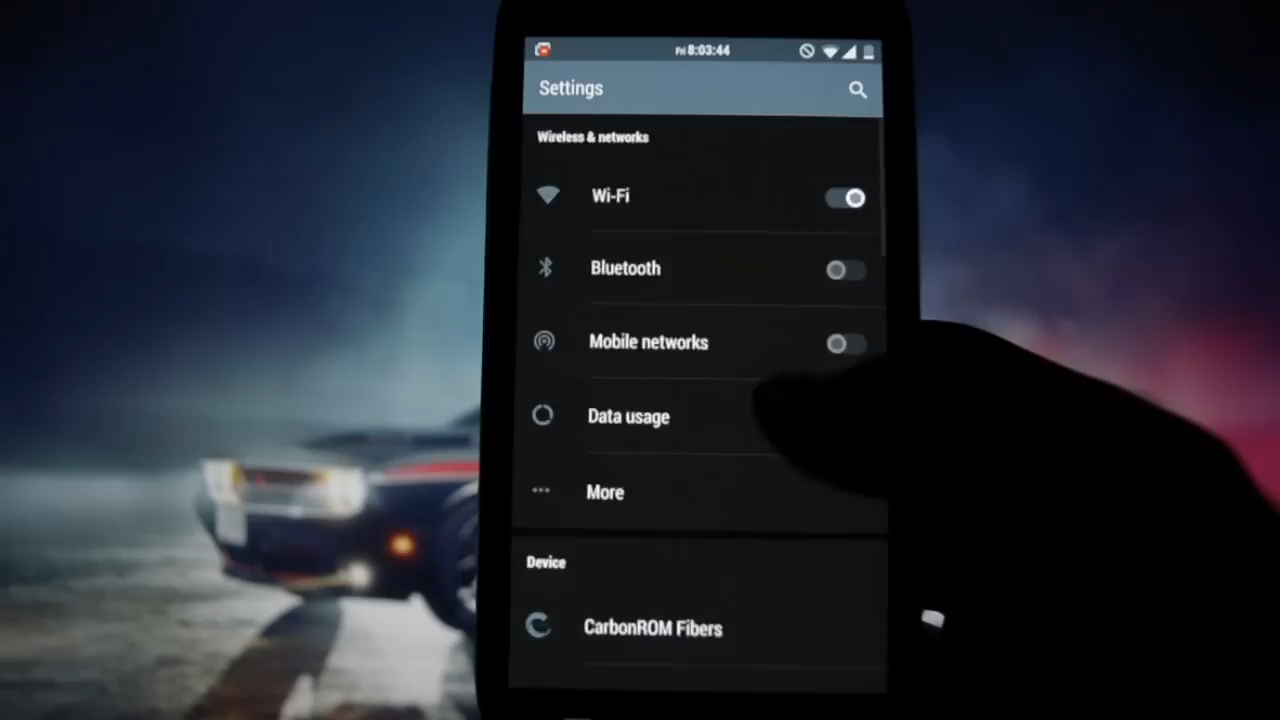 Fri 8:03:44
Settings
Wireless & networks
Wi-Fi
Bluetooth
Mobile networks
Data usage
More
Device
CarbonROM Fibers